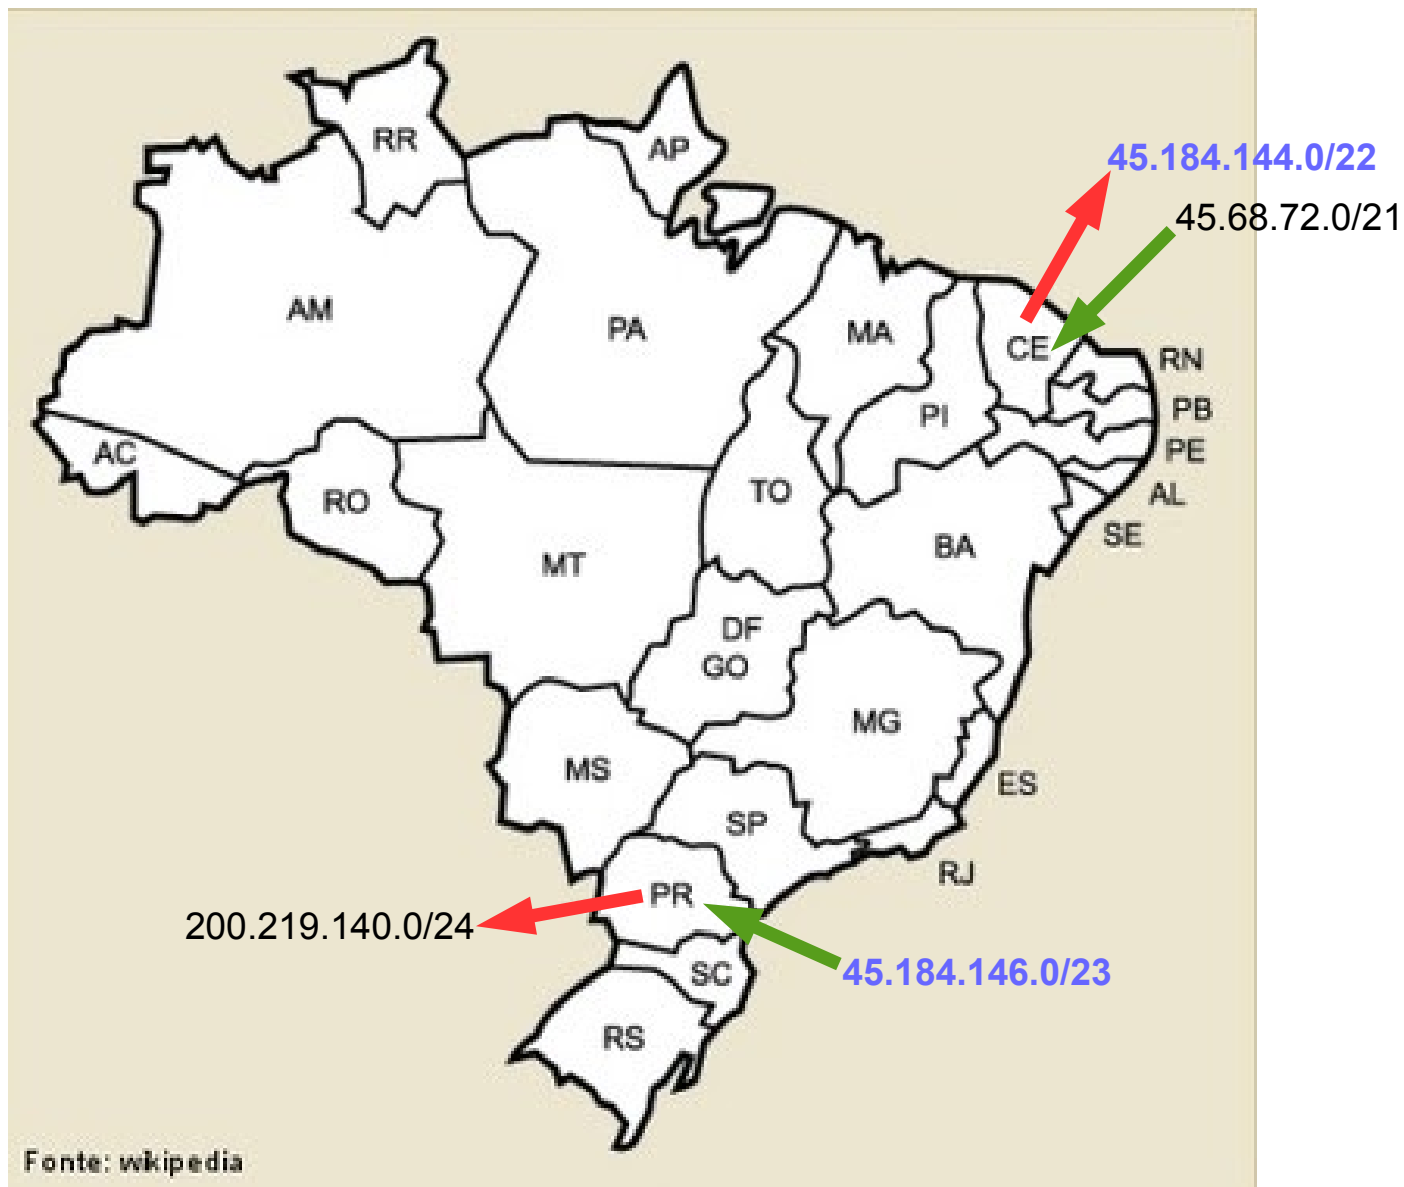 RR
AP
45.184.144.0/22
45.68.72.0/21
AM
PA
MA
CE
RN
PI
PB
AC
PE
RO
TO
AL
SE
BA
MT
DF
GO
MG
MS
ES
SP
RJ
PR
200.219.140.0/24
SC
45.184.146.0/23
RS
Fonte: wikipedia